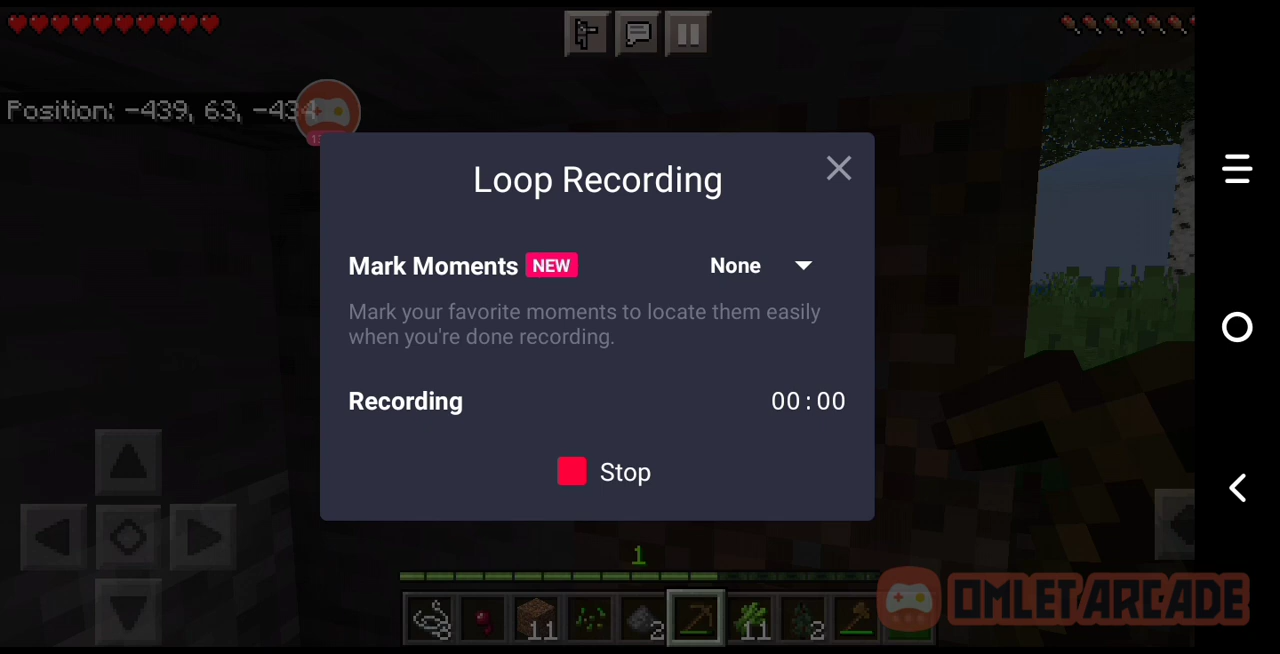 Position: -439, 63, -434
Loop Recording
Mark Moments NEW None
Mark your favorite moments to locate them easily
when you're done recording.
Recording 00:00
Stop
1
11 2 11 2
OMLET ARCADE